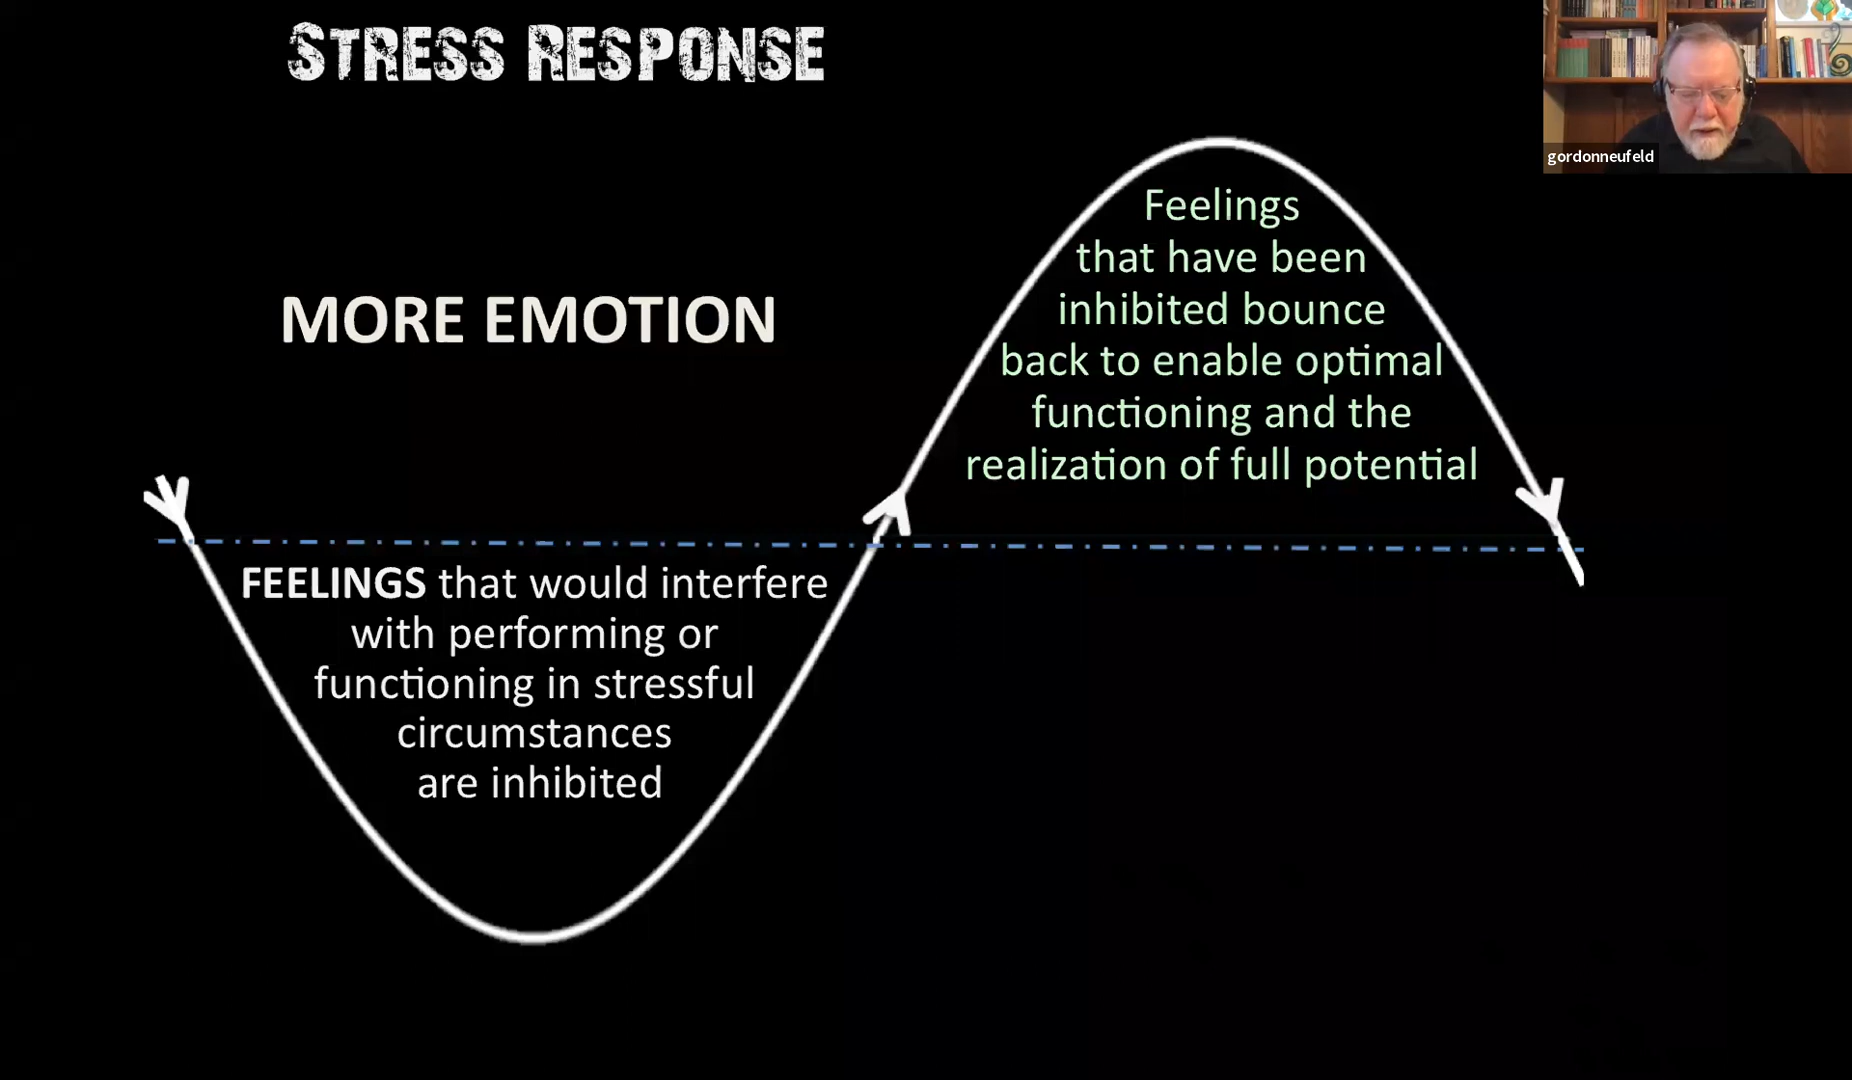 STRESS RESPONSE
gordonneufeld
Feelings
that have been
inhibited bounce
back to enable optimal
functioning and the
realization of full potential
MORE EMOTION
FEELINGS that would interfere
with performing or
functioning in stressful
circumstances
are inhibited